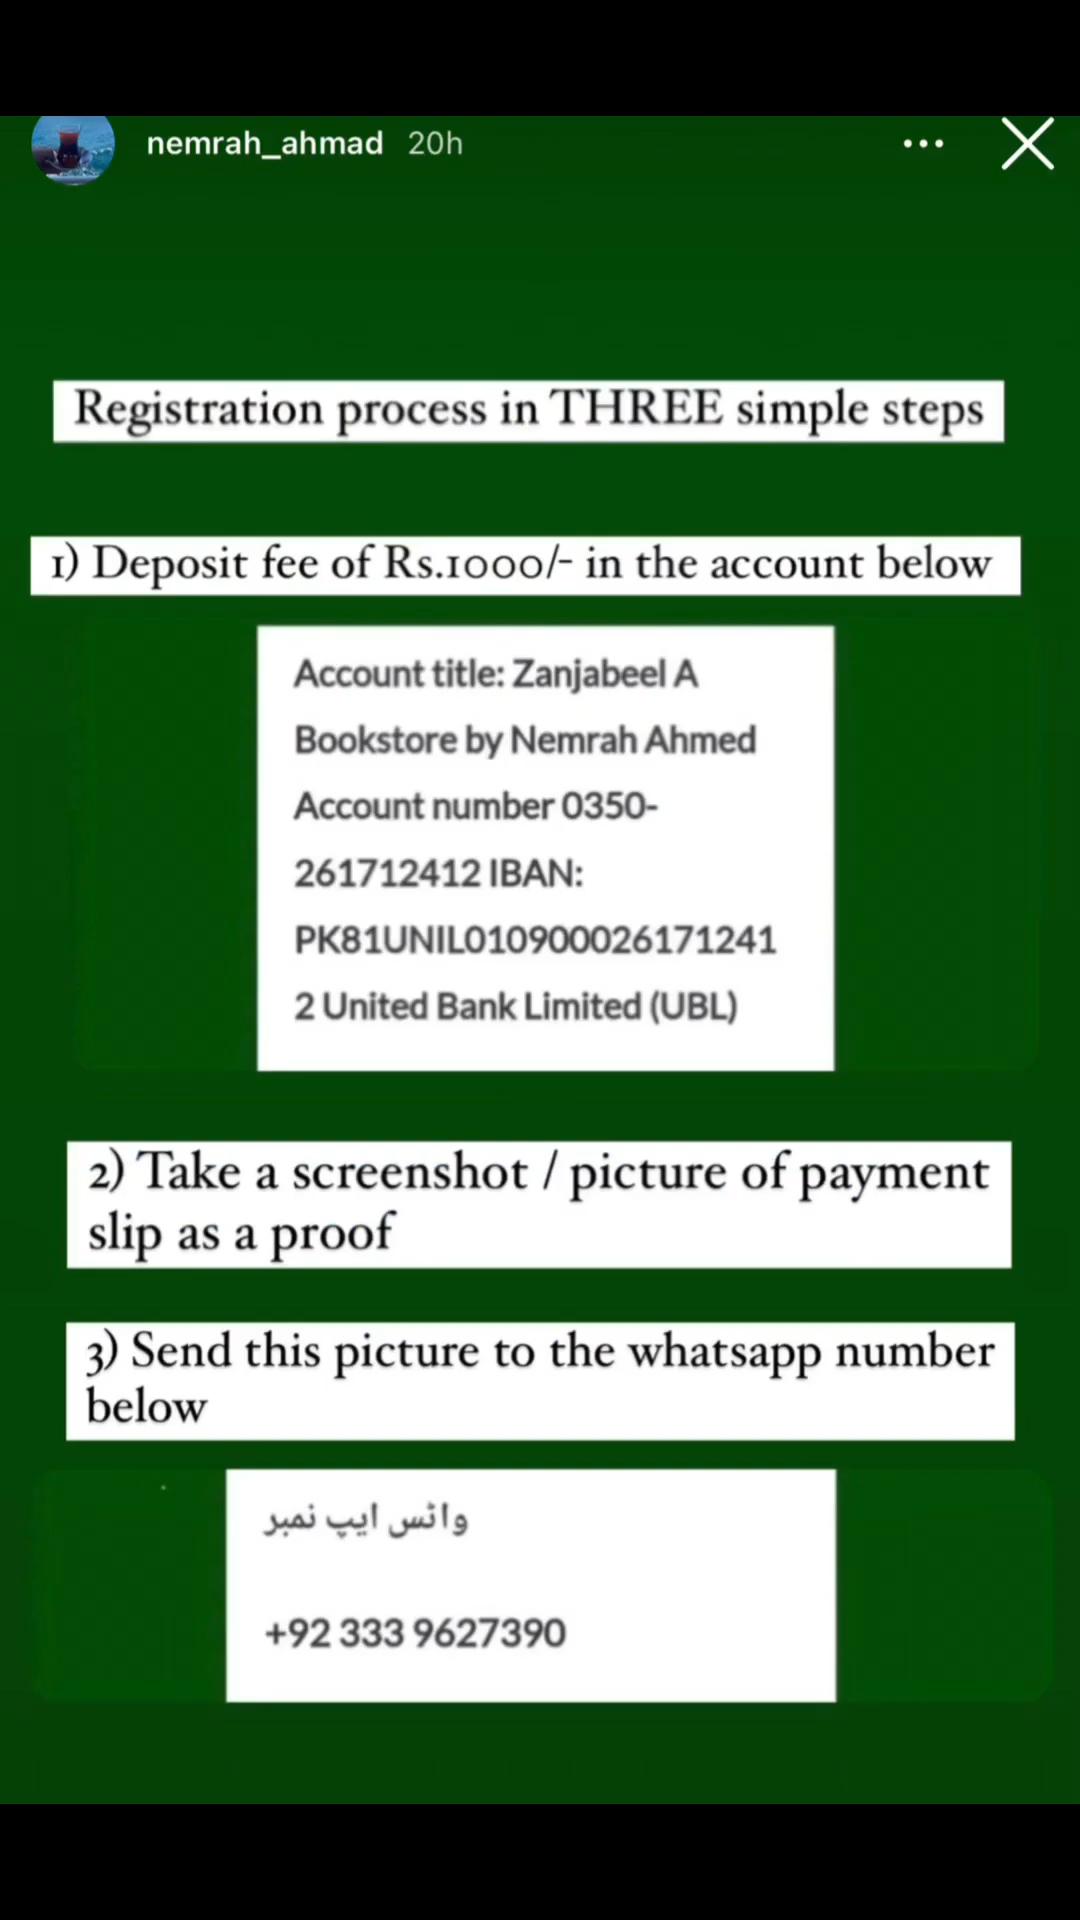 nemrah_ahmad 20h
Registration process in THREE simple steps
1) Deposit fee of Rs.1000/- in the account below
Account title: Zanjabeel A
Bookstore by Nemrah Ahmed
Account number 0350-
261712412 IBAN:
PK81UNIL010900026171241
2 United Bank Limited (UBL)
2) Take a screenshot / picture of payment
slip as a proof
3) Send this picture to the whatsapp number
below
واٹس ایپ نمبر
+92 333 9627390